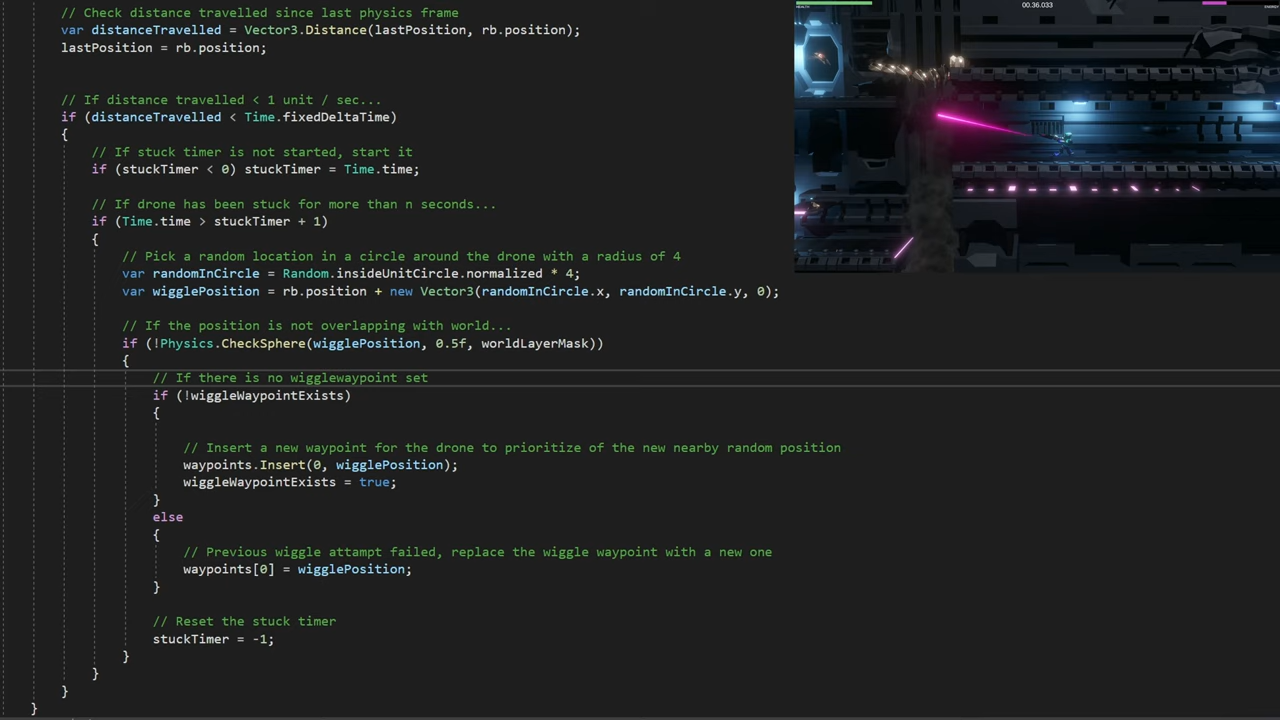 // Check distance travelled since last physics frame
var distanceTravelled = Vector3.Distance(lastPosition, rb.position);
lastPosition = rb.position;
// If distance travelled < 1 unit / sec...
if (distanceTravelled < Time.fixedDeltaTime)
{
// If stuck timer is not started, start it
if (stuckTimer < 0) stuckTimer = Time.time;
// If drone has been stuck for more than n seconds...
if (Time.time > stuckTimer + 1)
{
// Pick a random location in a circle around the drone with a radius of 4
var randomInCircle = Random.insideUnitCircle.normalized * 4;
var wigglePosition = rb.position + new Vector3(randomInCircle.x, randomInCircle.y, 0);
// If the position is not overlapping with world...
if (!Physics.CheckSphere(wigglePosition, 0.5f, worldLayerMask))
{
// If there is no wigglewaypoint set
if (!wiggleWaypointExists)
{
// Insert a new waypoint for the drone to prioritize of the new nearby random position
waypoints.Insert(0, wigglePosition);
wiggleWaypointExists = true;
}
else
{
// Previous wiggle attampt failed, replace the wiggle waypoint with a new one
waypoints[0] = wigglePosition;
}
// Reset the stuck timer
stuckTimer = -1;
}
}
}
}
HEALTH
00.36.033
ENERGY